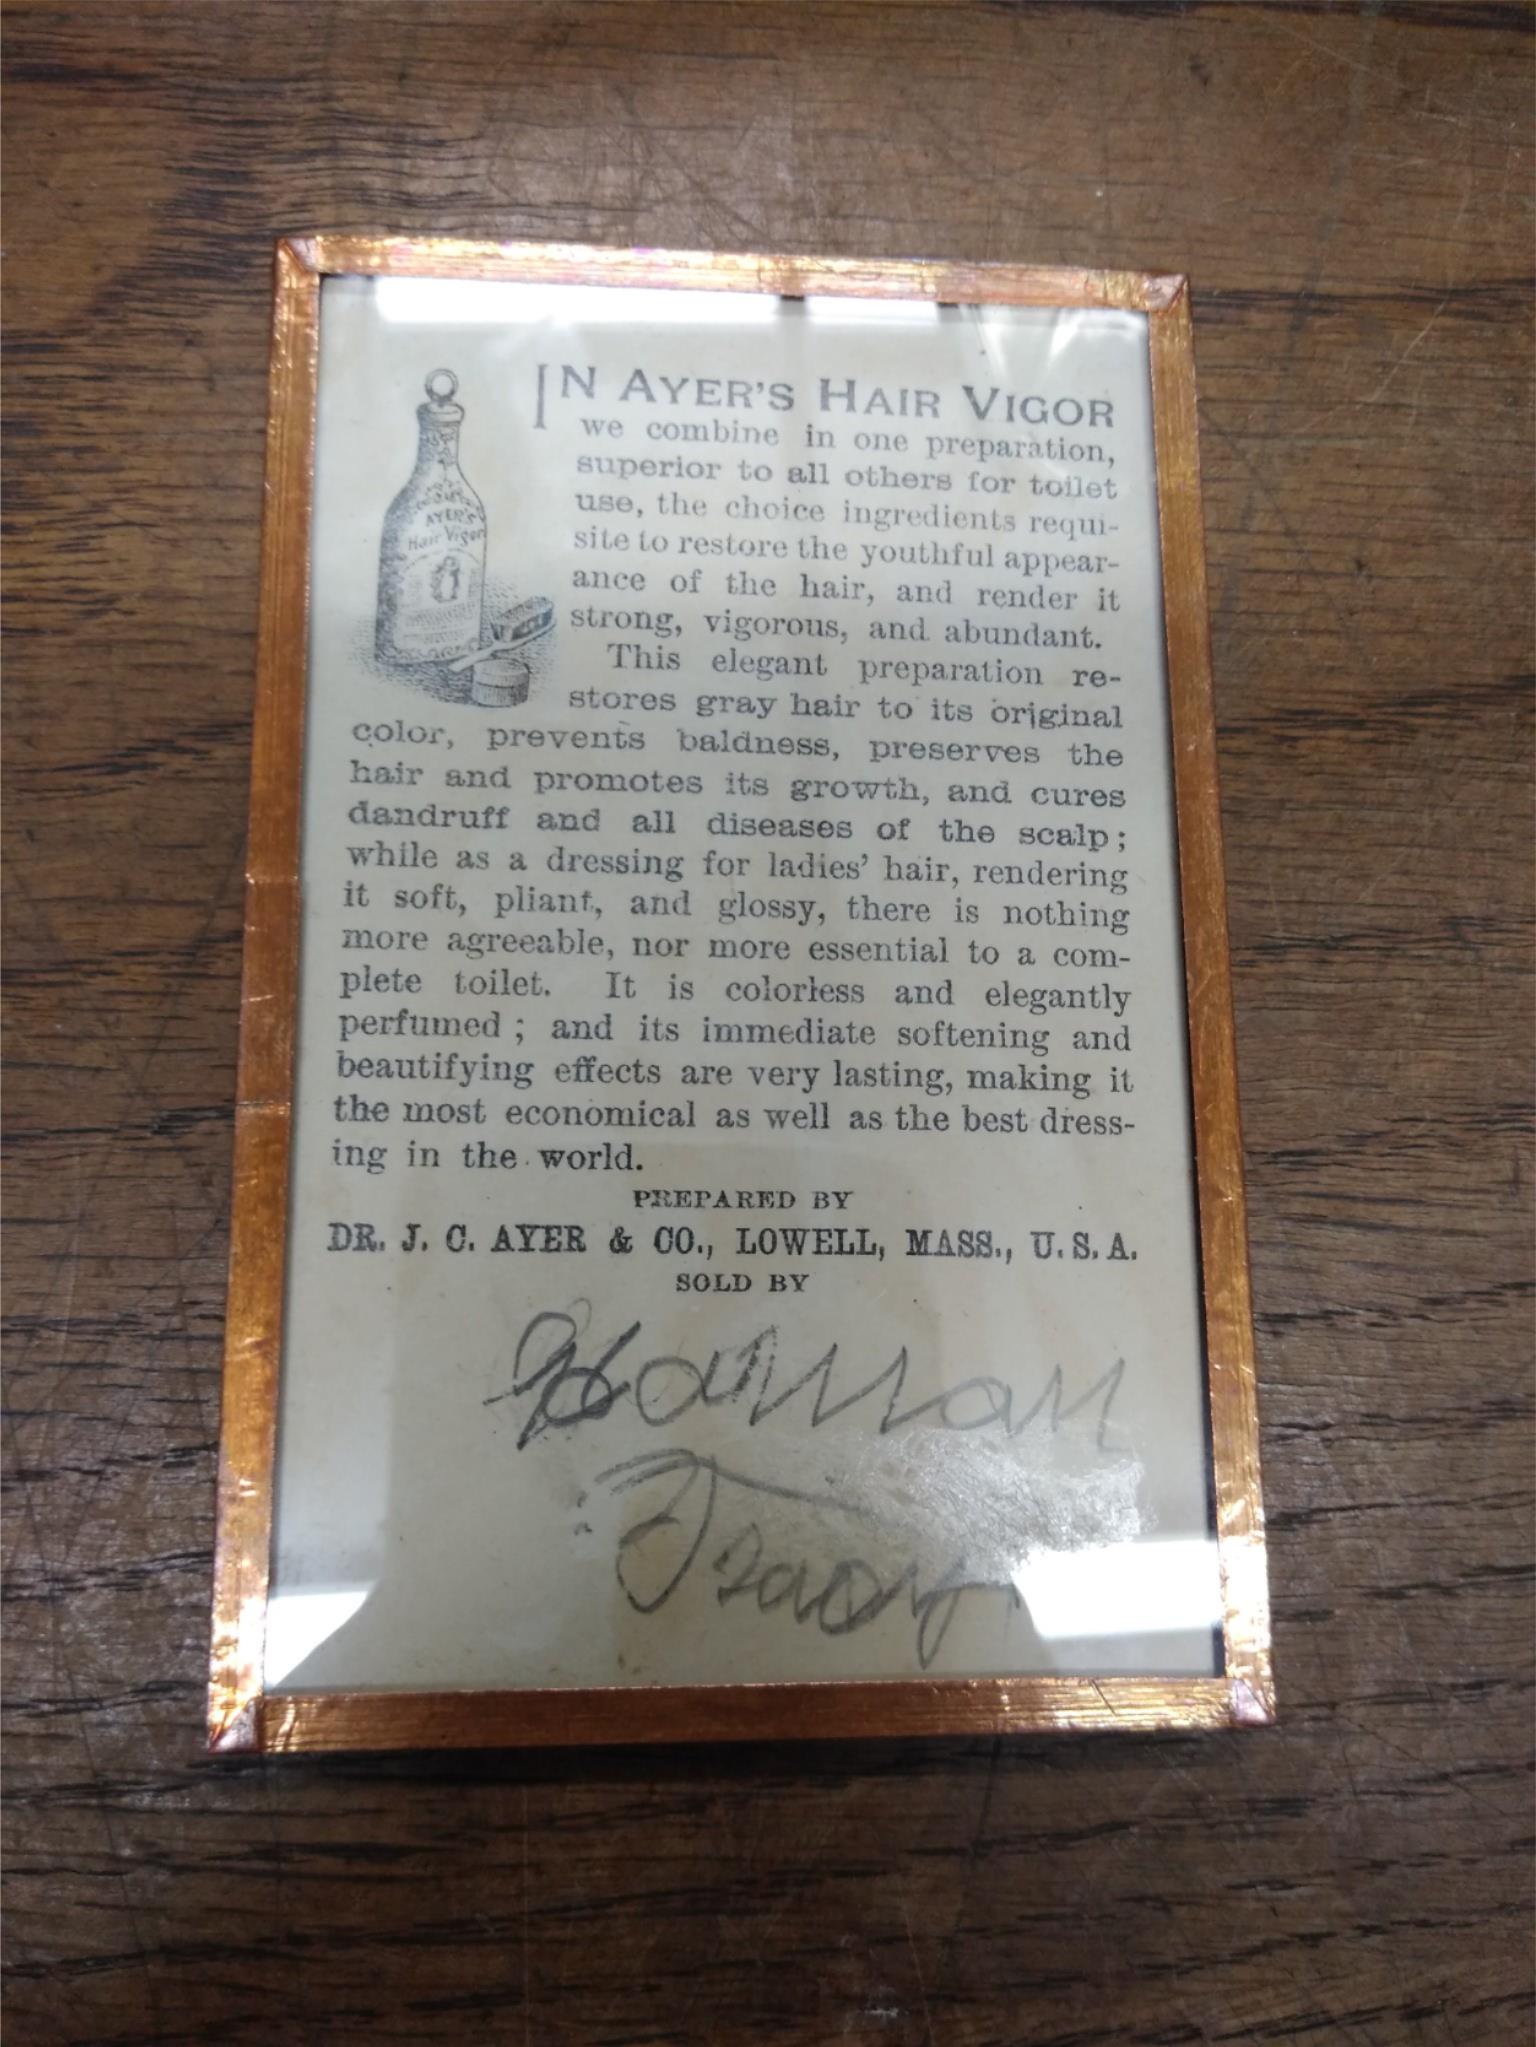 AYER'S
Hair Vigor
IN AYER'S HAIR VIGOR
we combine in one preparation,
superior to all others for toilet
use, the choice ingredients requi-
site to restore the youthful appear-
ance of the hair, and render it
strong, vigorous, and abundant.
This elegant preparation re-
stores gray hair to its original
color, prevents baldness, preserves the
hair and promotes its growth, and cures
dandruff and all diseases of the scalp;
while as a dressing for ladies' hair, rendering
it soft, pliant, and glossy, there is nothing
more agreeable, nor more essential to a com-
plete toilet. It is colorless and elegantly
perfumed; and its immediate softening and
beautifying effects are very lasting, making it
the most economical as well as the best dress-
ing in the world.
PREPARED BY
DR. J. C. AYER & CO., LOWELL, MASS., U.S.A.
SOLD BY
Harman
Tracy